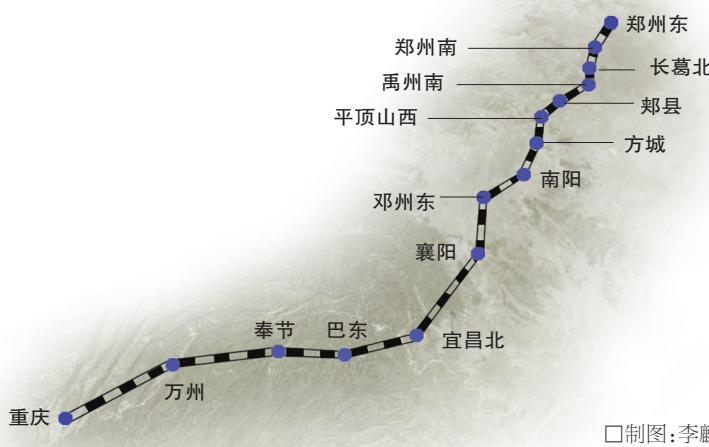 郑州东
郑州南
长葛北
禹州南
郏县
平顶山西
方城
南阳
邓州东
襄阳
宜昌北
巴东
奉节
万州
重庆
□制图:李